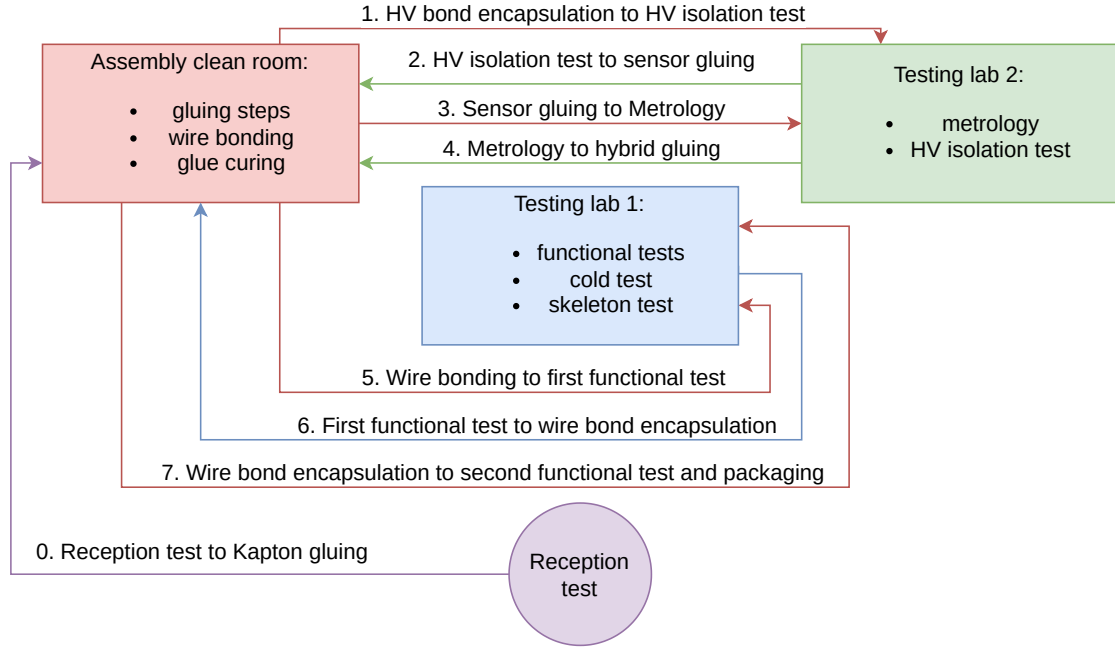 1. HV bond encapsulation to HV isolation test
Assembly clean room:
• gluing steps
• wire bonding
• glue curing
2. HV isolation test to sensor gluing
3. Sensor gluing to Metrology
4. Metrology to hybrid gluing
Testing lab 2:
• metrology
• HV isolation test
Testing lab 1:
• functional tests
• cold test
• skeleton test
5. Wire bonding to first functional test
6. First functional test to wire bond encapsulation
7. Wire bond encapsulation to second functional test and packaging
0. Reception test to Kapton gluing
Reception
test